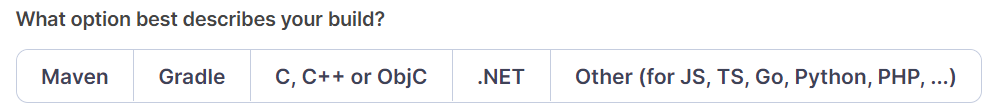 What option best describes your build?
Maven Gradle C, C++ or ObjC .NET Other (for JS, TS, Go, Python, PHP, ...)